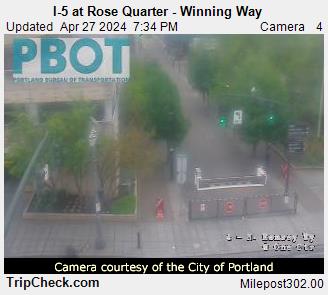 I-5 at Rose Quarter - Winning Way
Updated Apr 27 2024 7:34 PM Camera 4
PBOT
PORTLAND BUREAU OF TRANSPORTATION
Camera courtesy of the City of Portland
TripCheck.com Milepost302.00